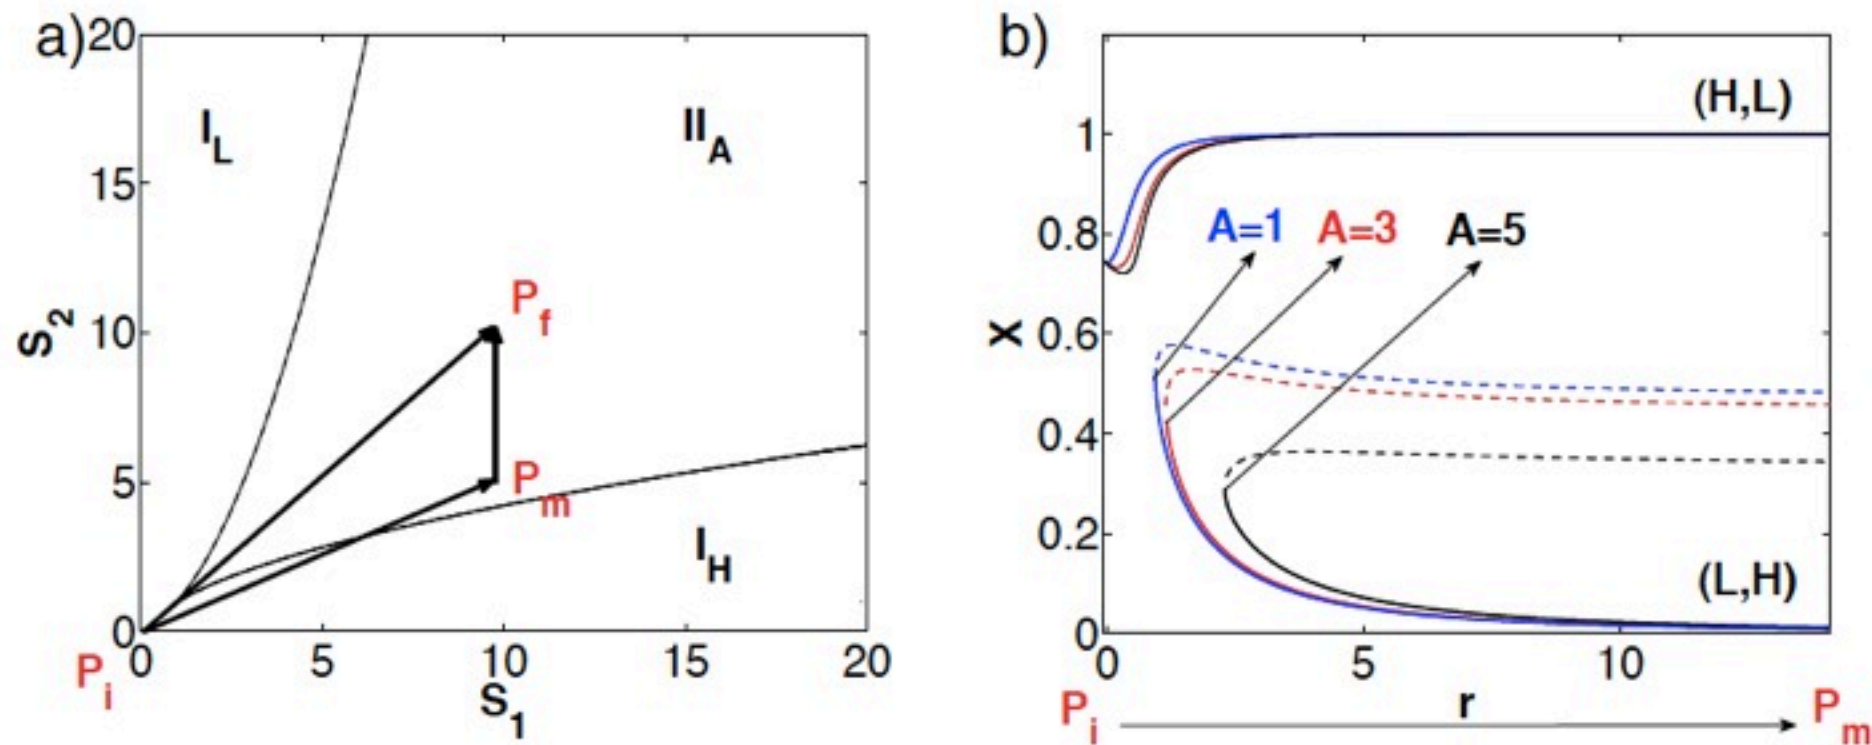 a)
20
15
10
5
0
S2
IL
IIA
IH
Pf
Pm
0 5 10 15 20
Pi
S1
b)
1
0.8
0.6
0.4
0.2
0
X
(H,L)
A=1 A=3 A=5
(L,H)
0 5 10
Pi r Pm